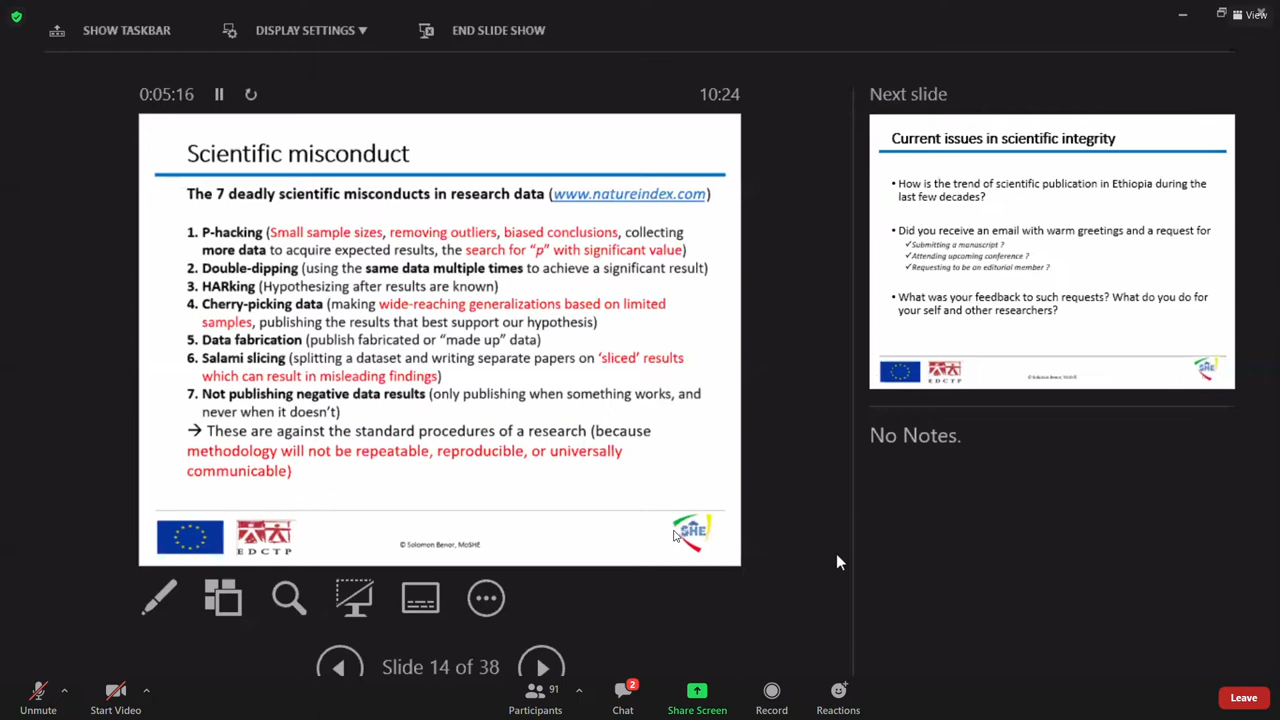 SHOW TASKBAR
DISPLAY SETTINGS ▼
END SLIDE SHOW
View
0:05:16
10:24
Scientific misconduct
The 7 deadly scientific misconducts in research data (www.natureindex.com)
1. P-hacking (Small sample sizes, removing outliers, biased conclusions, collecting
more data to acquire expected results, the search for “p” with significant value)
2. Double-dipping (using the same data multiple times to achieve a significant result)
3. HARking (Hypothesizing after results are known)
4. Cherry-picking data (making wide-reaching generalizations based on limited
samples, publishing the results that best support our hypothesis)
5. Data fabrication (publish fabricated or “made up” data)
6. Salami slicing (splitting a dataset and writing separate papers on ‘sliced’ results
which can result in misleading findings)
7. Not publishing negative data results (only publishing when something works, and
never when it doesn’t)
→ These are against the standard procedures of a research (because
methodology will not be repeatable, reproducible, or universally
communicable)
EDCTP
© Solomon Benor, MoSHE
SHE
Next slide
Current issues in scientific integrity
• How is the trend of scientific publication in Ethiopia during the
last few decades?
• Did you receive an email with warm greetings and a request for
✓Submitting a manuscript ?
✓Attending upcoming conference ?
✓Requesting to be an editorial member ?
• What was your feedback to such requests? What do you do for
your self and other researchers?
EDCTP
© Solomon Benor, MoSHE
SHE
No Notes.
Slide 14 of 38
Unmute
Start Video
91
Participants
2
Chat
Share Screen
Record
Reactions
Leave